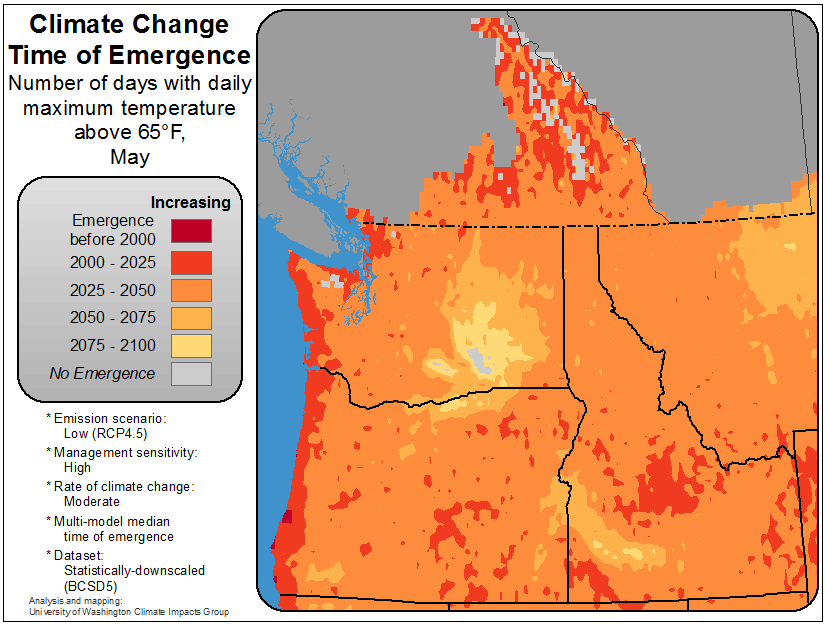 Climate Change
Time of Emergence
Number of days with daily
maximum temperature
above 65°F,
May
Increasing
Emergence
before 2000
2000 - 2025
2025 - 2050
2050 - 2075
2075 - 2100
No Emergence
* Emission scenario:
Low (RCP4.5)
* Management sensitivity:
High
* Rate of climate change:
Moderate
* Multi-model median
time of emergence
* Dataset:
Statistically-downscaled
(BCSD5)
Analysis and mapping:
University of Washington Climate Impacts Group